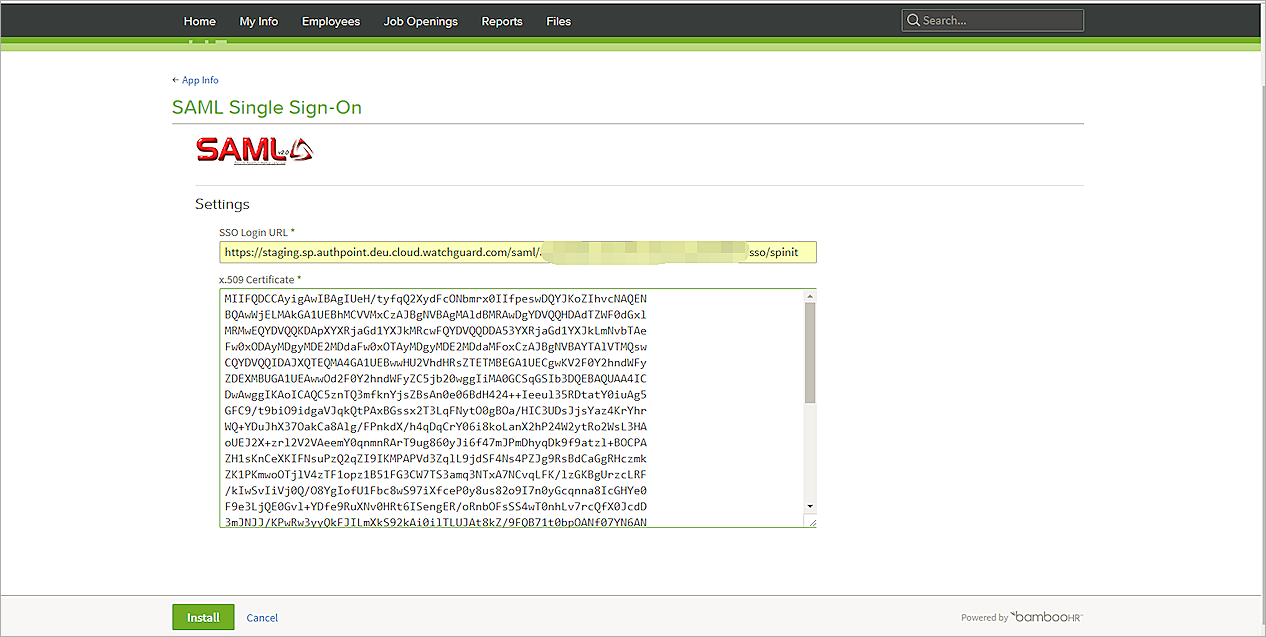 Home My Info Employees Job Openings Reports Files Search...
← App Info
SAML Single Sign-On
SAML v2.0
Settings
SSO Login URL *
https://staging.sp.authpoint.deu.cloud.watchguard.com/saml/ sso/spinit
x.509 Certificate *
MIIFQDCCAyigAwIBAgIUeH/tyfqQ2XydFcONbmrx0IIfpeswDQYJKoZIhvcNAQEN
BQAwWjELMAkGA1UEBhMCVVMxCzAJBgNVBAgMAldBMRAwDgYDVQQHDAdTZWF0dGxl
MRMwEQYDVQQKDApXYXRjaGd1YXJkMRcwFQYDVQQDDA53YXRjaGd1YXJkLmNvbTAe
Fw0xODAyMDgyMDE2MDdaFw0xOTAyMDgyMDE2MDdaMFoxCzAJBgNVBAYTAlVTMQsw
CQYDVQQIDAJXQTEQMA4GA1UEBwwHU2VhdHRsZTETMBEGA1UECgwKV2F0Y2hndWFy
ZDEXMBUGA1UEAwwOd2F0Y2hndWFyZC5jb20wggIiMA0GCSqGSIb3DQEBAQUAA4IC
DwAwggIKAoICAQC5znTQ3mfknYjsZBsAn0e06BdH424++Ieeul35RDtatY0iuAg5
GFC9/t9biO9idgaVJqkQtPAxBGssx2T3LqFNytO0gBOa/HIC3UDsJjsYaz4KrYhr
WQ+YDuJhX37OakCa8Alg/FPnkdX/h4qDqCrY06i8koLanX2hP24W2ytRo2WsL3HA
oUEJ2X+zrl2V2VAeemY0qnmnRArT9ug860yJi6f47mJPmDhyqDk9f9atzl+BOCPA
ZH1sKnCeXKIFNsuPzQ2qZI9IKMPAPVd3ZqlL9jdSF4Ns4PZJg9RsBdCaGgRHczmk
ZK1PKmwoOTjlV4zTF1opz1B51FG3CW7TS3amq3NTxA7NCvqLFK/lzGKBgUrzcLRF
/kIwSvIiVj0Q/O8YgIofU1Fbc8wS97iXfceP0y8us82o9I7n0yGcqnna8IcGHYe0
F9e3LjQE0Gvl+YDfe9RuXNv0HRt6ISengER/oRnbOFsSS4wT0nhLv7rcQfX0JcdD
3mJNJJ/KPwRw3yyQkFJILmXkS92kAi0ilTLUJAt8kZ/9FQB71t0bpOANf07YN6AN
Install Cancel Powered by bambooHR